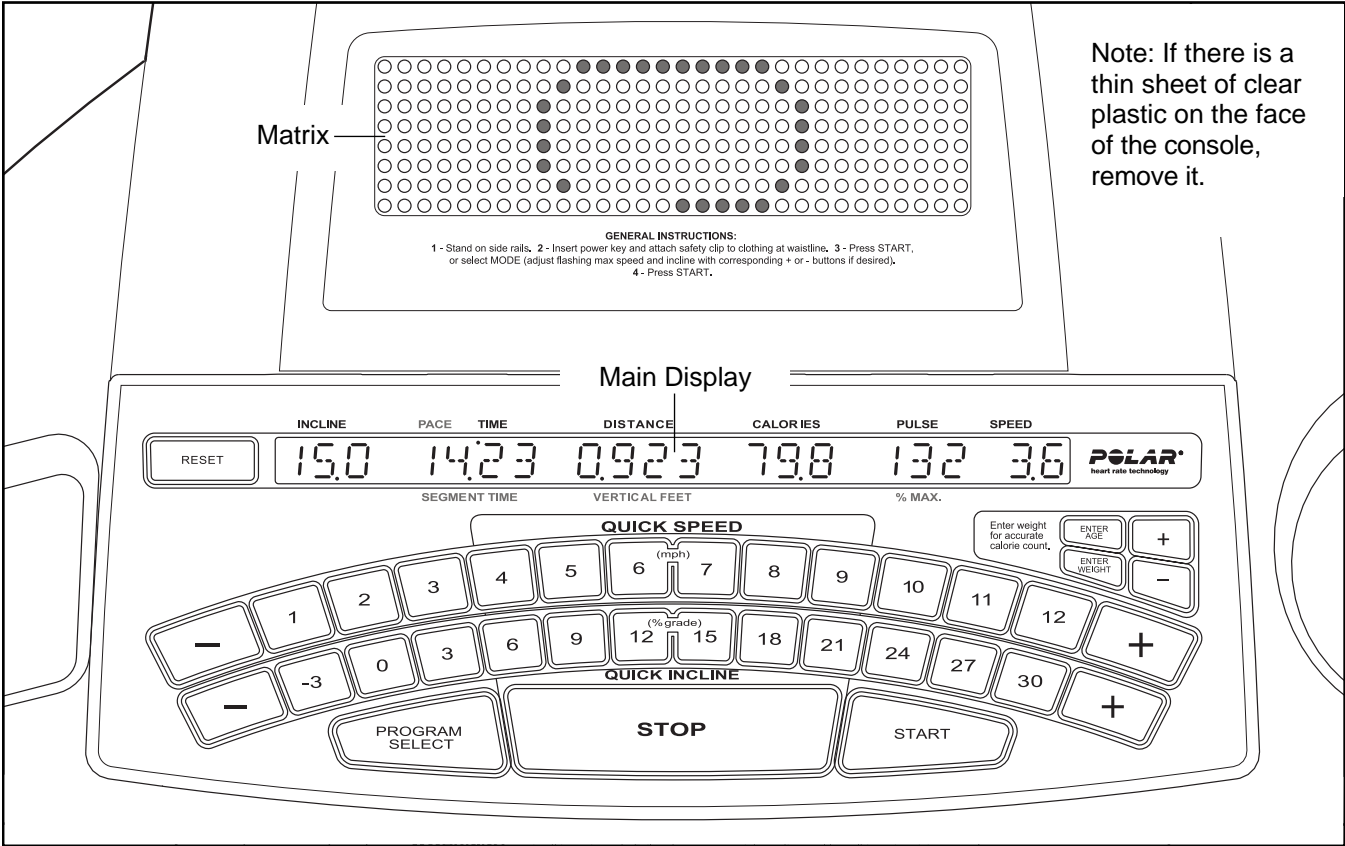 Note: If there is a
thin sheet of clear
plastic on the face
of the console,
remove it.
Matrix
GENERAL INSTRUCTIONS:
1 - Stand on side rails. 2 - Insert power key and attach safety clip to clothing at waistline. 3 - Press START,
or select MODE (adjust flashing max speed and incline with corresponding + or - buttons if desired).
4 - Press START.
Main Display
INCLINE PACE TIME DISTANCE CALORIES PULSE SPEED
RESET 15.0 14:23 0.923 79.8 132 3.6 POLAR
heart rate technology
SEGMENT TIME VERTICAL FEET % MAX.
QUICK SPEED
(mph)
Enter weight
for accurate
calorie count.
ENTER
AGE
+
ENTER
WEIGHT
−
− 1 2 3 4 5 6 7 8 9 10 11 12 +
(% grade)
− -3 0 3 6 9 12 15 18 21 24 27 30 +
QUICK INCLINE
PROGRAM
SELECT
STOP
START